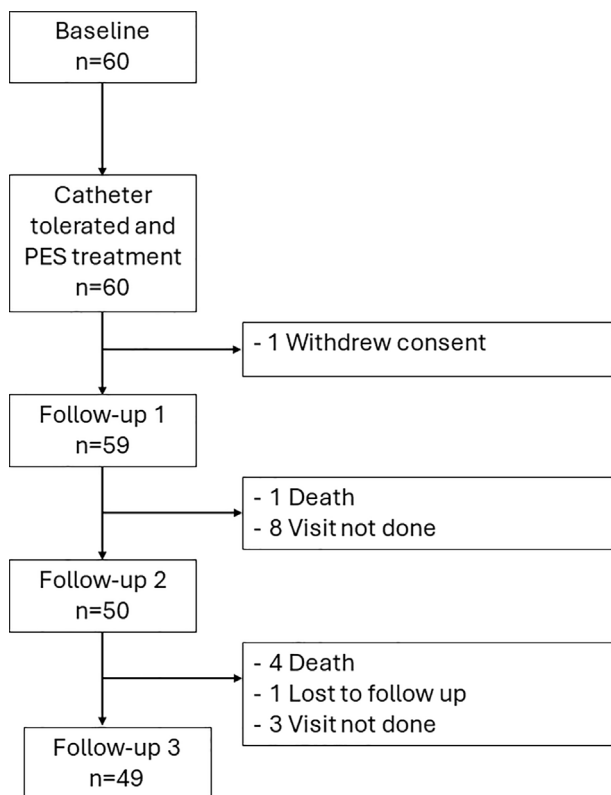 Baseline
n=60
Catheter
tolerated and
PES treatment
n=60
- 1 Withdrew consent
Follow-up 1
n=59
- 1 Death
- 8 Visit not done
Follow-up 2
n=50
- 4 Death
- 1 Lost to follow up
- 3 Visit not done
Follow-up 3
n=49